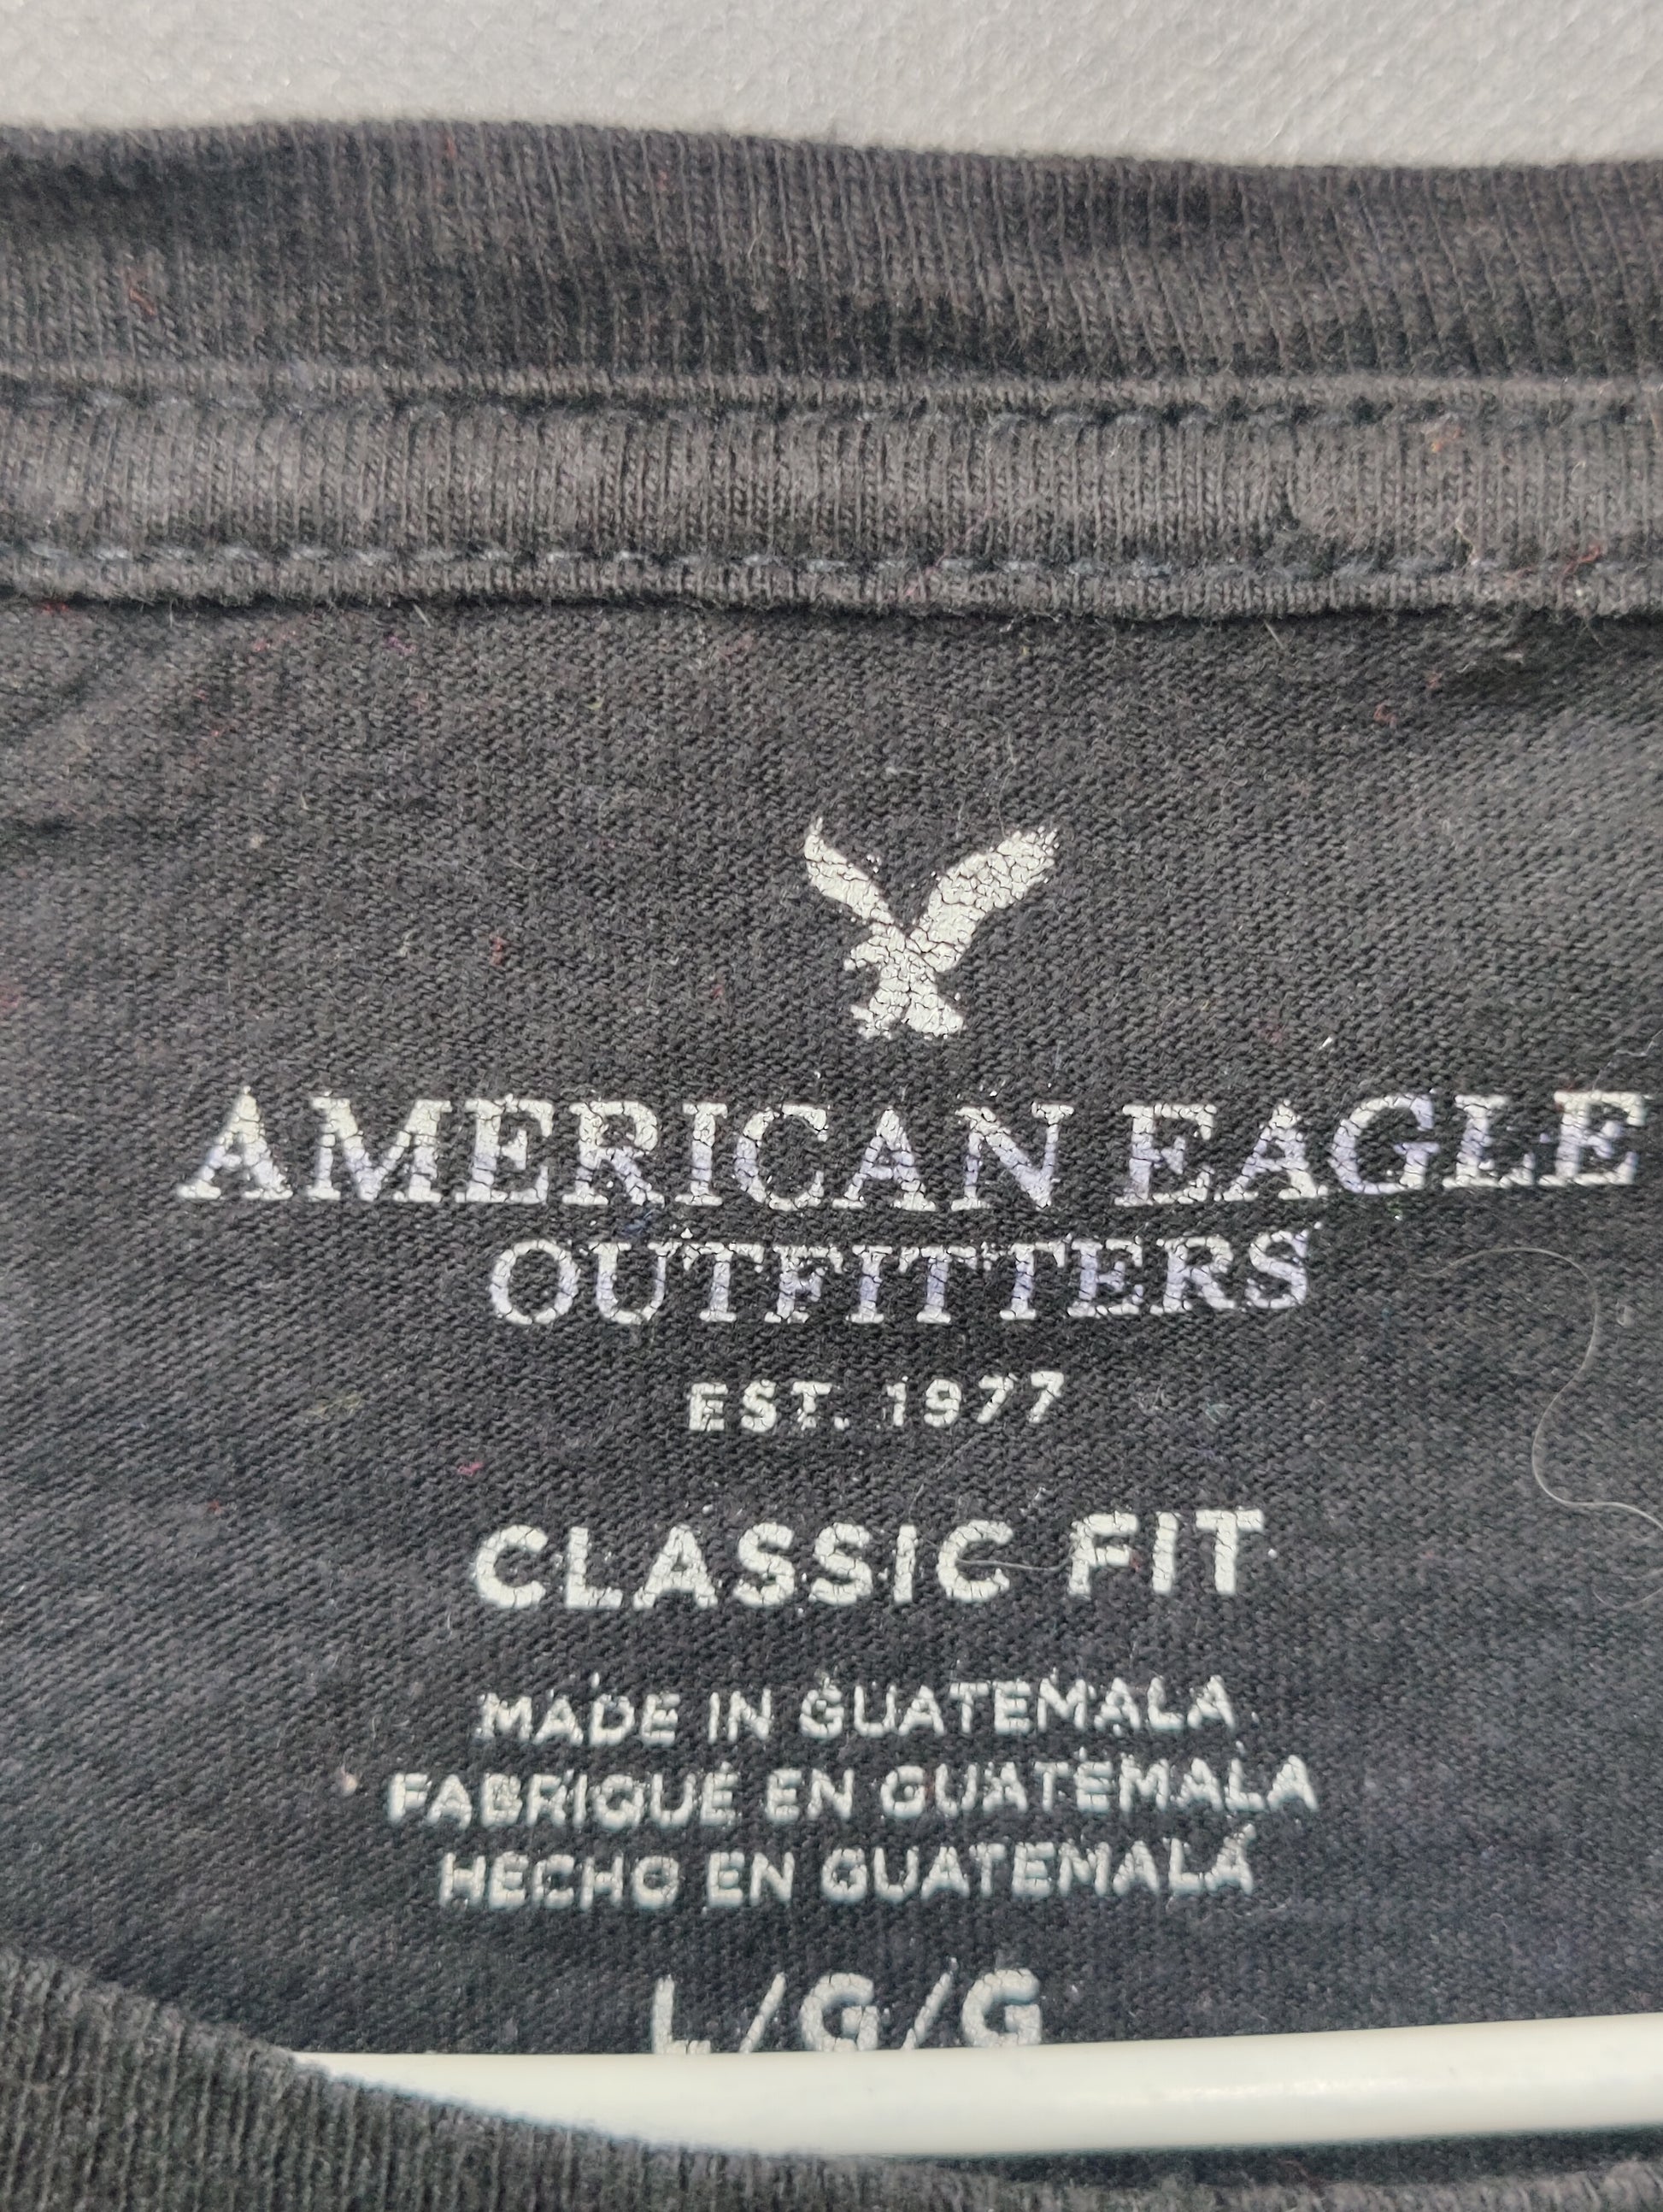 AMERICAN EAGLE
OUTFITTERS
EST. 1977
CLASSIC FIT
MADE IN GUATEMALA
FABRIQUÉ EN GUATEMALA
HECHO EN GUATEMALA
L/G/G